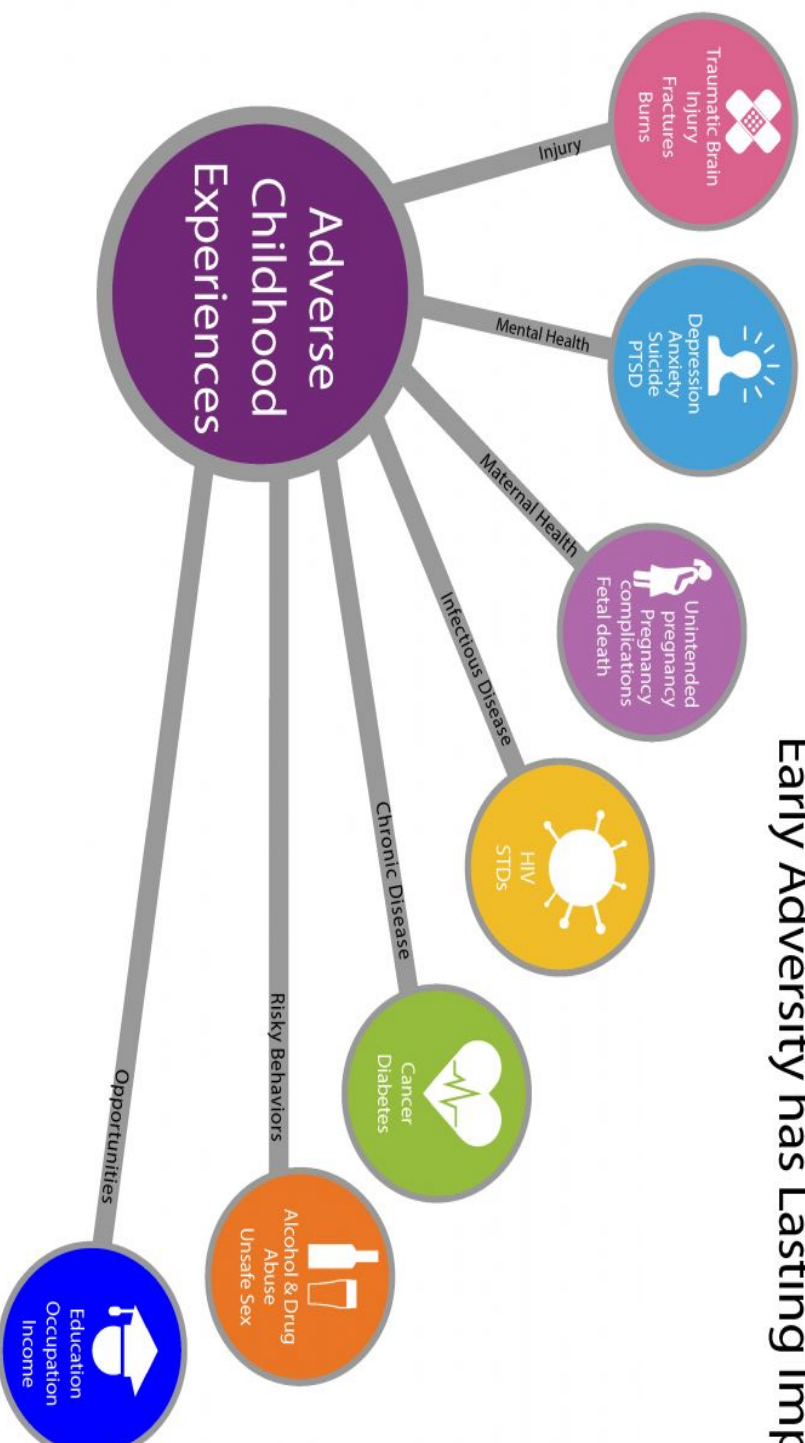 Early Adversity has Lasting Imp
Traumatic Brain
Injury
Fractures
Burns
Injury
Depression
Anxiety
Suicide
PTSD
Mental Health
Unintended
pregnancy
Pregnancy
complications
Fetal death
Maternal Health
HIV
STDs
Infectious Disease
Cancer
Diabetes
Chronic Disease
Alcohol & Drug
Abuse
Unsafe Sex
Risky Behaviors
Education
Occupation
Income
Opportunities
Adverse
Childhood
Experiences